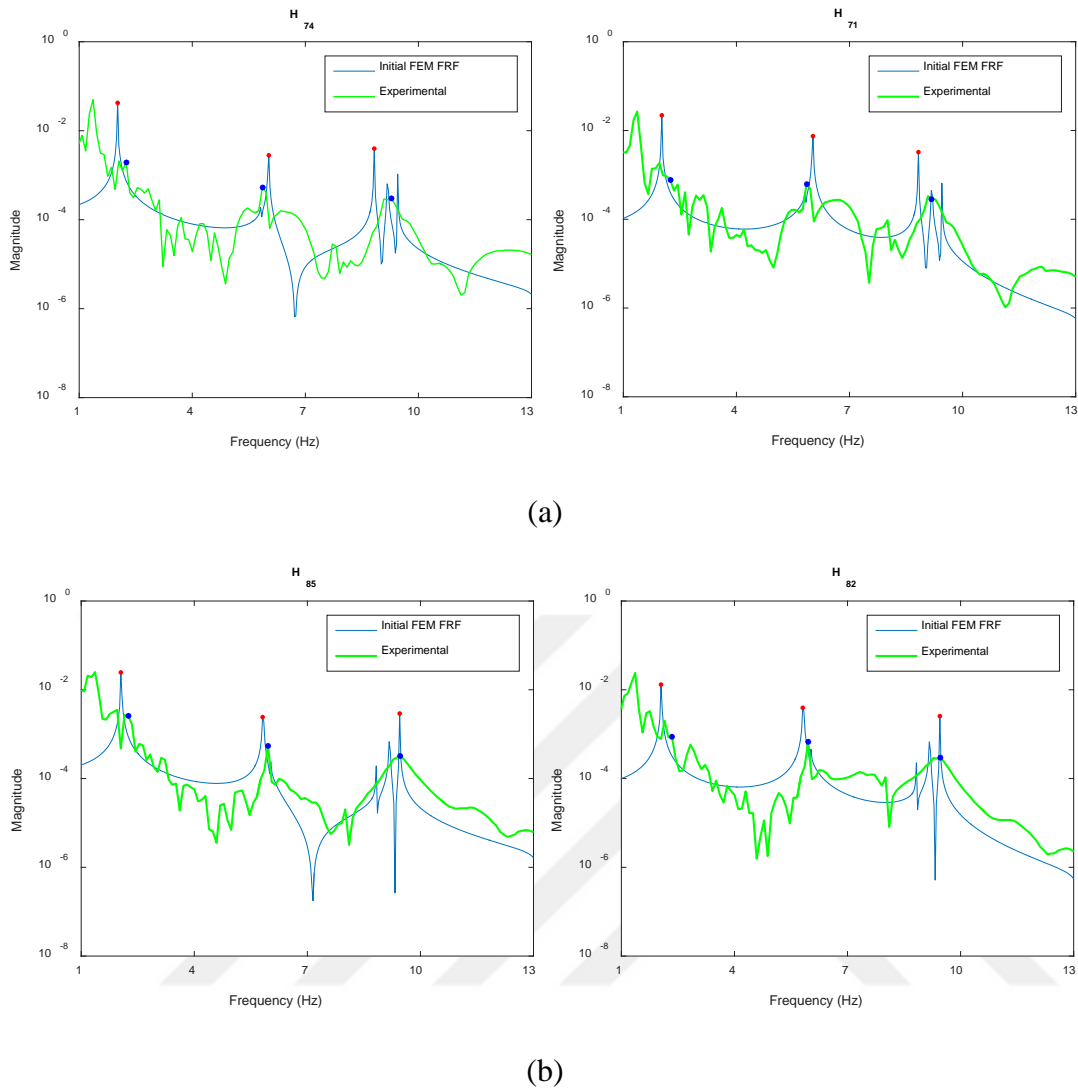 H
74
10 0
10 -2
10 -4
10 -6
10 -8
Magnitude
Initial FEM FRF
Experimental
1 4 7 10 13
Frequency (Hz)
H
71
10 0
10 -2
10 -4
10 -6
10 -8
Magnitude
Initial FEM FRF
Experimental
1 4 7 10 13
Frequency (Hz)
(a)
H
85
10 0
10 -2
10 -4
10 -6
10 -8
Magnitude
Initial FEM FRF
Experimental
1 4 7 10 13
Frequency (Hz)
H
82
10 0
10 -2
10 -4
10 -6
10 -8
Magnitude
Initial FEM FRF
Experimental
1 4 7 10 13
Frequency (Hz)
(b)